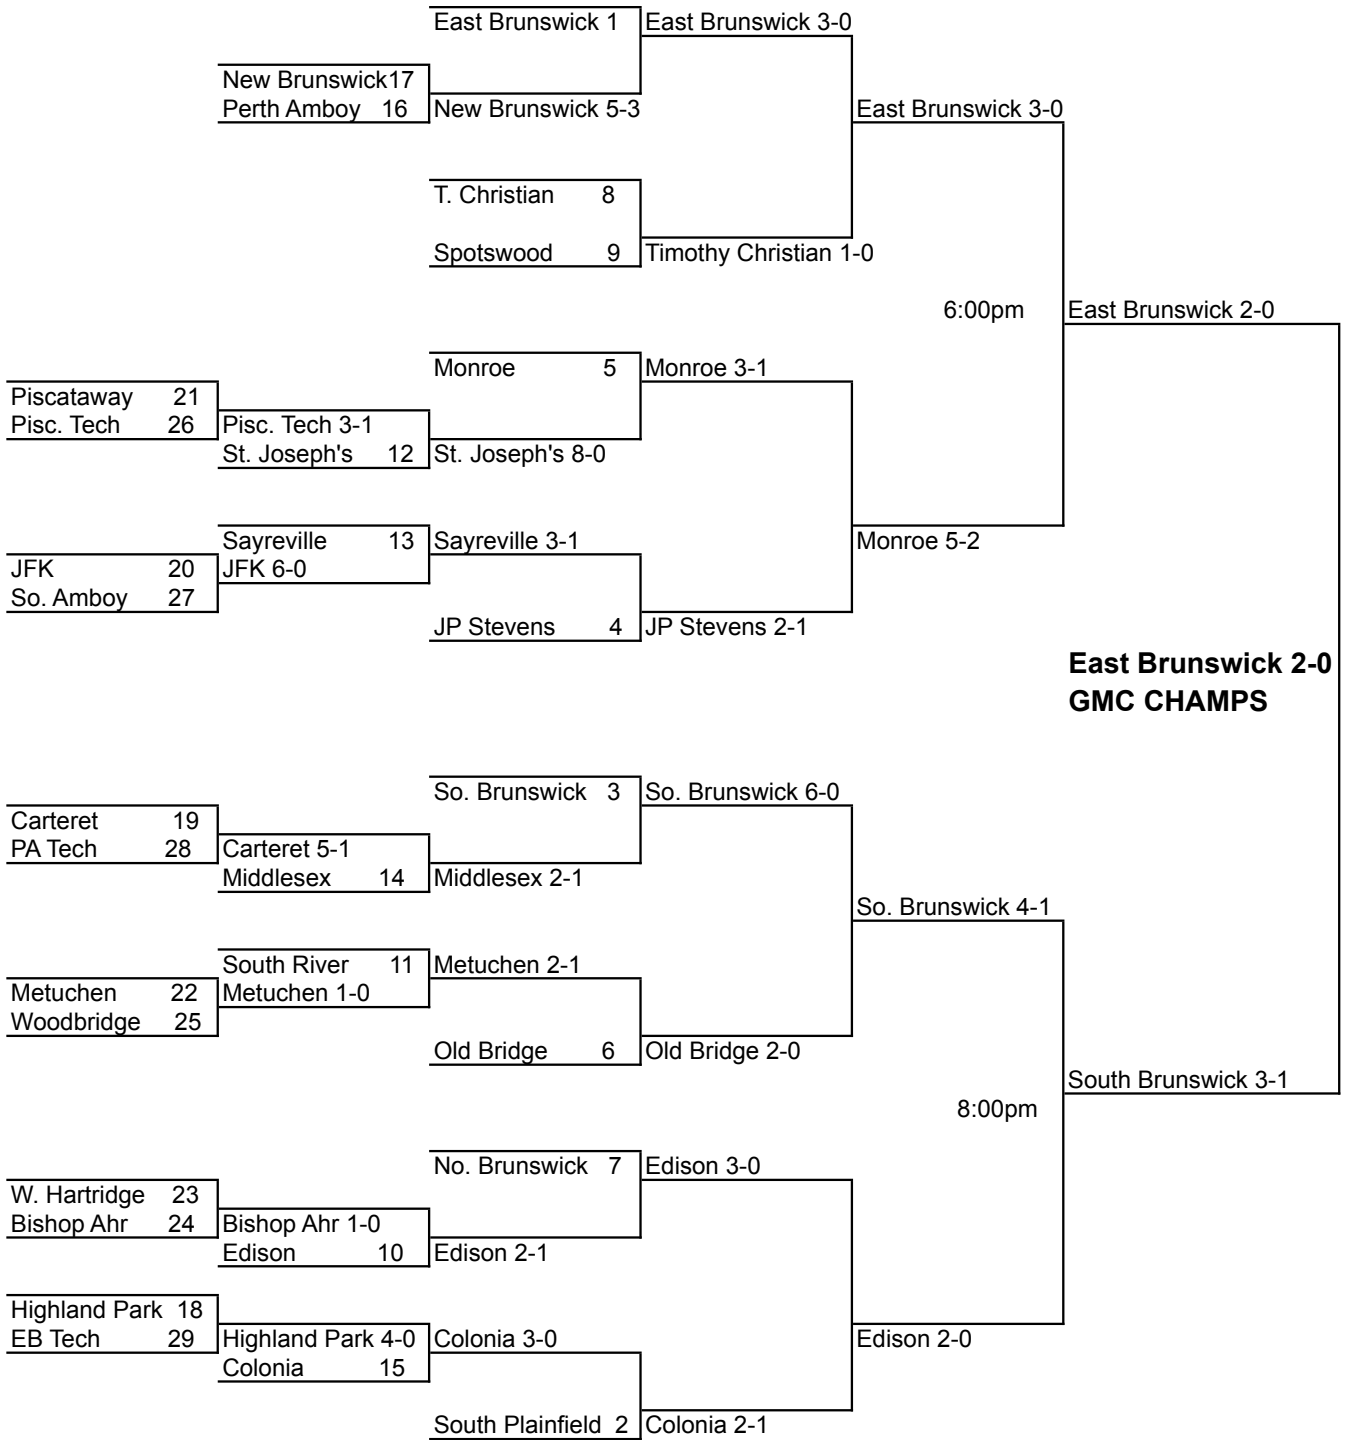 East Brunswick 1
East Brunswick 3-0
New Brunswick17
Perth Amboy 16
New Brunswick 5-3
East Brunswick 3-0
T. Christian 8
Spotswood 9
Timothy Christian 1-0
6:00pm
East Brunswick 2-0
Monroe 5
Monroe 3-1
Piscataway 21
Pisc. Tech 26
Pisc. Tech 3-1
St. Joseph's 12
St. Joseph's 8-0
Sayreville 13
Sayreville 3-1
Monroe 5-2
JFK 20
JFK 6-0
So. Amboy 27
JP Stevens 4
JP Stevens 2-1
East Brunswick 2-0
GMC CHAMPS
So. Brunswick 3
So. Brunswick 6-0
Carteret 19
PA Tech 28
Carteret 5-1
Middlesex 14
Middlesex 2-1
So. Brunswick 4-1
South River 11
Metuchen 2-1
Metuchen 22
Metuchen 1-0
Woodbridge 25
Old Bridge 6
Old Bridge 2-0
South Brunswick 3-1
8:00pm
No. Brunswick 7
Edison 3-0
W. Hartridge 23
Bishop Ahr 24
Bishop Ahr 1-0
Edison 10
Edison 2-1
Highland Park 18
EB Tech 29
Highland Park 4-0
Colonia 3-0
Edison 2-0
Colonia 15
South Plainfield 2
Colonia 2-1